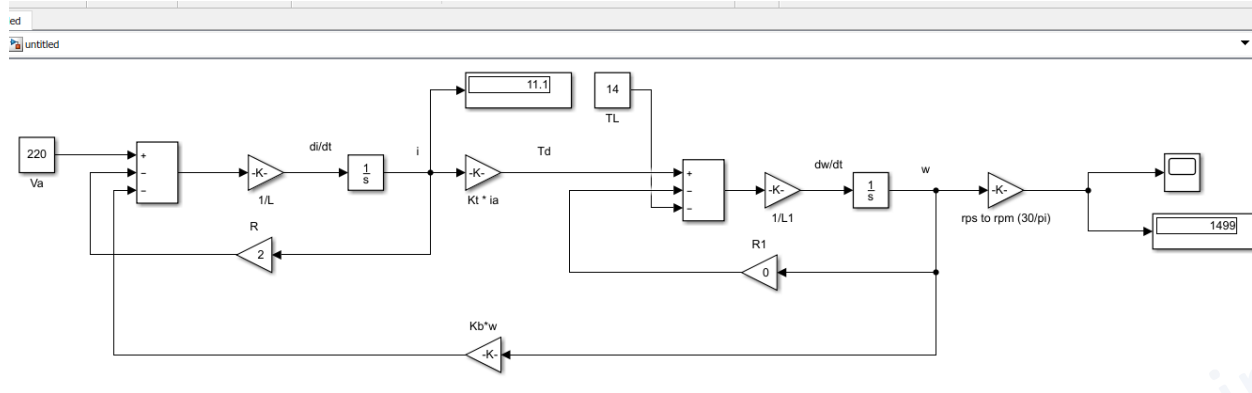 ed
untitled
220
Va
+
−
−
-K-
1/L
di/dt
1
s
i
11.1
-K-
Kt * ia
Td
14
TL
+
−
−
-K-
1/L1
dw/dt
1
s
w
-K-
rps to rpm (30/pi)
1499
R
2
R1
0
Kb*w
-K-